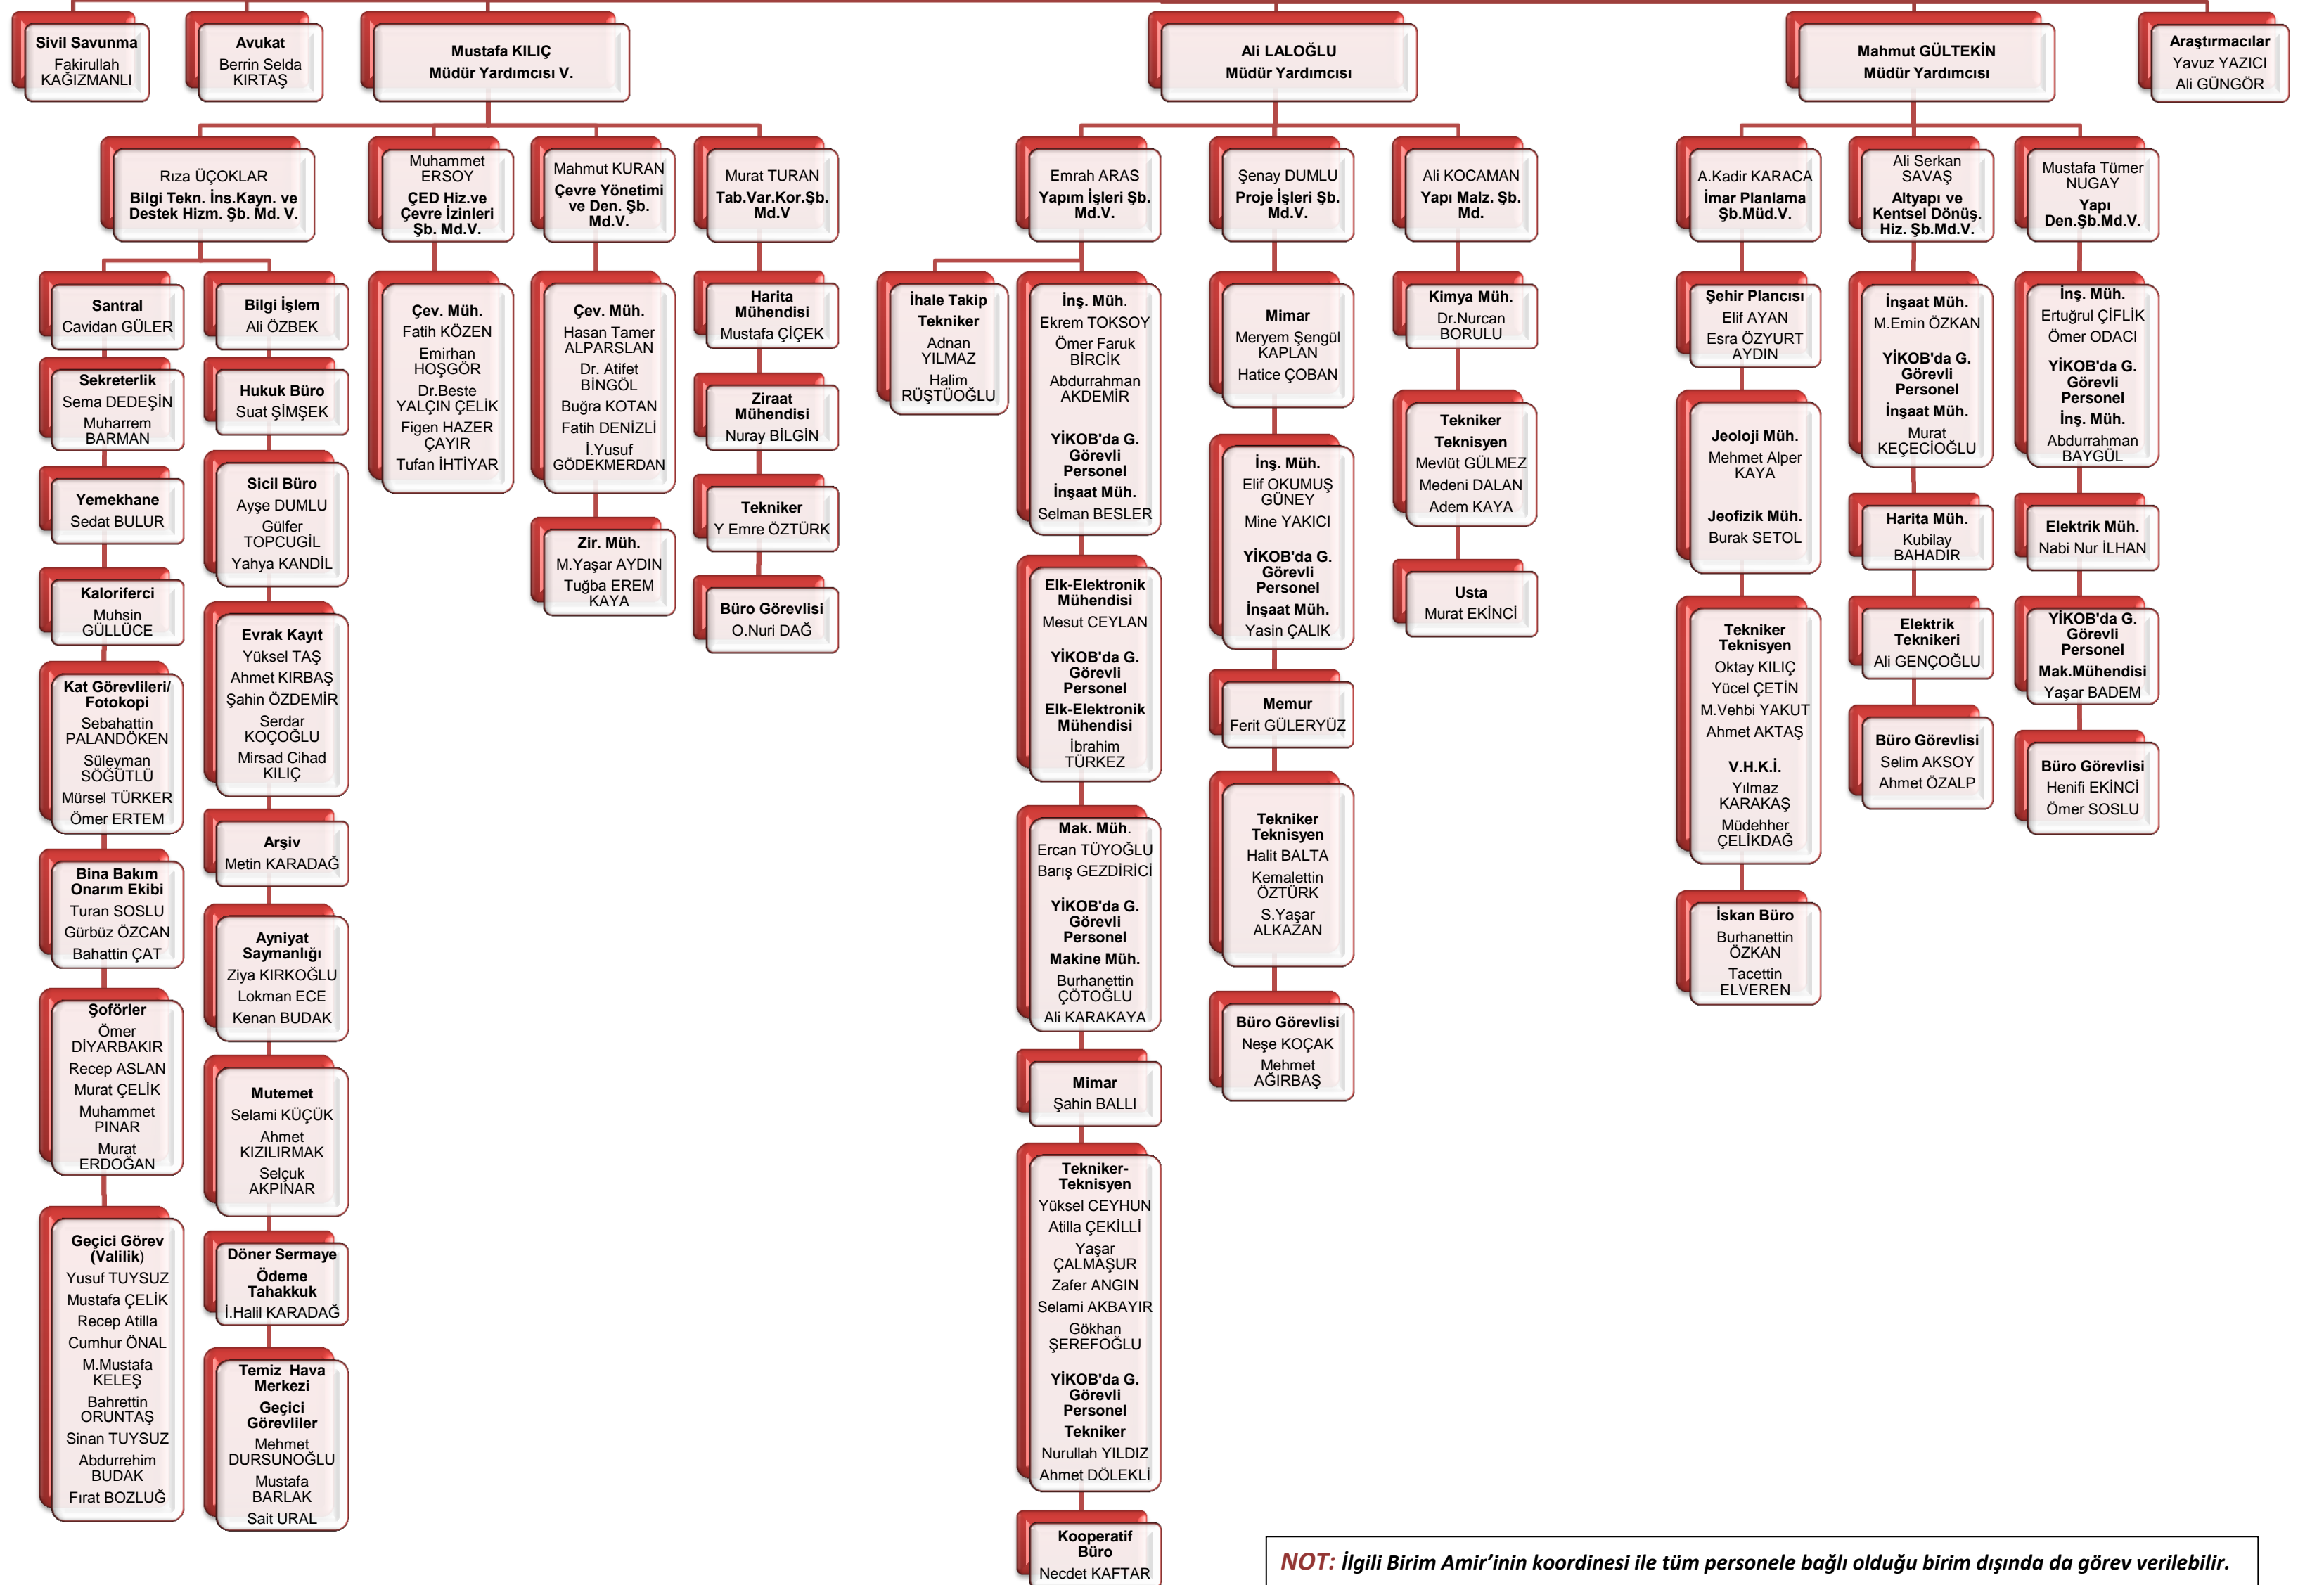 Sivil Savunma
Fakirullah
KAĞIZMANLI
Avukat
Berrin Selda
KIRTAŞ
Mustafa KILIÇ
Müdür Yardımcısı V.
Ali LALOĞLU
Müdür Yardımcısı
Mahmut GÜLTEKİN
Müdür Yardımcısı
Araştırmacılar
Yavuz YAZICI
Ali GÜNGÖR
Rıza ÜÇOKLAR
Bilgi Tekn. İns.Kayn. ve
Destek Hizm. Şb. Md. V.
Muhammet
ERSOY
ÇED Hiz.ve
Çevre İzinleri
Şb. Md.V.
Mahmut KURAN
Çevre Yönetimi
ve Den. Şb.
Md.V.
Murat TURAN
Tab.Var.Kor.Şb.
Md.V
Emrah ARAS
Yapım İşleri Şb.
Md.V.
Şenay DUMLU
Proje İşleri Şb.
Md.V.
Ali KOCAMAN
Yapı Malz. Şb.
Md.
A.Kadir KARACA
İmar Planlama
Şb.Müd.V.
Ali Serkan
SAVAŞ
Altyapı ve
Kentsel Dönüş.
Hiz. Şb.Md.V.
Mustafa Tümer
NUGAY
Yapı
Den.Şb.Md.V.
Santral
Cavidan GÜLER
Sekreterlik
Sema DEDEŞİN
Muharrem
BARMAN
Yemekhane
Sedat BULUR
Kaloriferci
Muhsin
GÜLLÜCE
Kat Görevlileri/
Fotokopi
Sebahattin
PALANDÖKEN
Süleyman
SÖĞÜTLÜ
Mürsel TÜRKER
Ömer ERTEM
Bina Bakım
Onarım Ekibi
Turan SOSLU
Gürbüz ÖZCAN
Bahattin ÇAT
Şoförler
Ömer
DİYARBAKIR
Recep ASLAN
Murat ÇELİK
Muhammet
PINAR
Murat
ERDOĞAN
Geçici Görev
(Valilik)
Yusuf TUYSUZ
Mustafa ÇELİK
Recep Atilla
Cumhur ÖNAL
M.Mustafa
KELEŞ
Bahrettin
ORUNTAŞ
Sinan TUYSUZ
Abdurrehim
BUDAK
Fırat BOZLUĞ
Bilgi İşlem
Ali ÖZBEK
Hukuk Büro
Suat ŞİMŞEK
Sicil Büro
Ayşe DUMLU
Gülfer
TOPCUGİL
Yahya KANDİL
Evrak Kayıt
Yüksel TAŞ
Ahmet KIRBAŞ
Şahin ÖZDEMİR
Serdar
KOÇOĞLU
Mirsad Cihad
KILIÇ
Arşiv
Metin KARADAĞ
Ayniyat
Saymanlığı
Ziya KIRKOĞLU
Lokman ECE
Kenan BUDAK
Mutemet
Selami KÜÇÜK
Ahmet
KIZILIRMAK
Selçuk
AKPINAR
Döner Sermaye
Ödeme
Tahakkuk
İ.Halil KARADAĞ
Temiz Hava
Merkezi
Geçici
Görevliler
Mehmet
DURSUNOĞLU
Mustafa
BARLAK
Sait URAL
Çev. Müh.
Fatih KÖZEN
Emirhan
HOŞGÖR
Dr.Beste
YALÇIN ÇELİK
Figen HAZER
ÇAYIR
Tufan İHTİYAR
Çev. Müh.
Hasan Tamer
ALPARSLAN
Dr. Atifet
BİNGÖL
Buğra KOTAN
Fatih DENİZLİ
İ.Yusuf
GÖDEKMERDAN
Zir. Müh.
M.Yaşar AYDIN
Tuğba EREM
KAYA
Harita
Mühendisi
Mustafa ÇİÇEK
Ziraat
Mühendisi
Nuray BİLGİN
Tekniker
Y Emre ÖZTÜRK
Büro Görevlisi
O.Nuri DAĞ
İhale Takip
Tekniker
Adnan
YILMAZ
Halim
RÜŞTÜOĞLU
İnş. Müh.
Ekrem TOKSOY
Ömer Faruk
BİRCİK
Abdurrahman
AKDEMİR
YİKOB'da G.
Görevli
Personel
İnşaat Müh.
Selman BESLER
Elk-Elektronik
Mühendisi
Mesut CEYLAN
YİKOB'da G.
Görevli
Personel
Elk-Elektronik
Mühendisi
İbrahim
TÜRKEZ
Mak. Müh.
Ercan TÜYOĞLU
Barış GEZDİRİCİ
YİKOB'da G.
Görevli
Personel
Makine Müh.
Burhanettin
ÇÖTOĞLU
Ali KARAKAYA
Mimar
Şahin BALLI
Tekniker-
Teknisyen
Yüksel CEYHUN
Atilla ÇEKİLLİ
Yaşar
ÇALMAŞUR
Zafer ANGIN
Selami AKBAYIR
Gökhan
ŞEREFOĞLU
YİKOB'da G.
Görevli
Personel
Tekniker
Nurullah YILDIZ
Ahmet DÖLEKLİ
Kooperatif
Büro
Necdet KAFTAR
Mimar
Meryem Şengül
KAPLAN
Hatice ÇOBAN
İnş. Müh.
Elif OKUMUŞ
GÜNEY
Mine YAKICI
YİKOB'da G.
Görevli
Personel
İnşaat Müh.
Yasin ÇALIK
Memur
Ferit GÜLERYÜZ
Tekniker
Teknisyen
Halit BALTA
Kemalettin
ÖZTÜRK
S.Yaşar
ALKAZAN
Büro Görevlisi
Neşe KOÇAK
Mehmet
AĞIRBAŞ
Kimya Müh.
Dr.Nurcan
BORULU
Tekniker
Teknisyen
Mevlüt GÜLMEZ
Medeni DALAN
Adem KAYA
Usta
Murat EKİNCİ
Şehir Plancısı
Elif AYAN
Esra ÖZYURT
AYDIN
Jeoloji Müh.
Mehmet Alper
KAYA
Jeofizik Müh.
Burak SETOL
Tekniker
Teknisyen
Oktay KILIÇ
Yücel ÇETİN
M.Vehbi YAKUT
Ahmet AKTAŞ
V.H.K.İ.
Yılmaz
KARAKAŞ
Müdehher
ÇELİKDAĞ
İskan Büro
Burhanettin
ÖZKAN
Tacettin
ELVEREN
İnşaat Müh.
M.Emin ÖZKAN
YİKOB'da G.
Görevli
Personel
İnşaat Müh.
Murat
KEÇECİOĞLU
Harita Müh.
Kubilay
BAHADIR
Elektrik
Teknikeri
Ali GENÇOĞLU
Büro Görevlisi
Selim AKSOY
Ahmet ÖZALP
İnş. Müh.
Ertuğrul ÇİFLİK
Ömer ODACI
YİKOB'da G.
Görevli
Personel
İnş. Müh.
Abdurrahman
BAYGÜL
Elektrik Müh.
Nabi Nur İLHAN
YİKOB'da G.
Görevli
Personel
Mak.Mühendisi
Yaşar BADEM
Büro Görevlisi
Henifi EKİNCİ
Ömer SOSLU
NOT: İlgili Birim Amir’inin koordinesi ile tüm personele bağlı olduğu birim dışında da görev verilebilir.